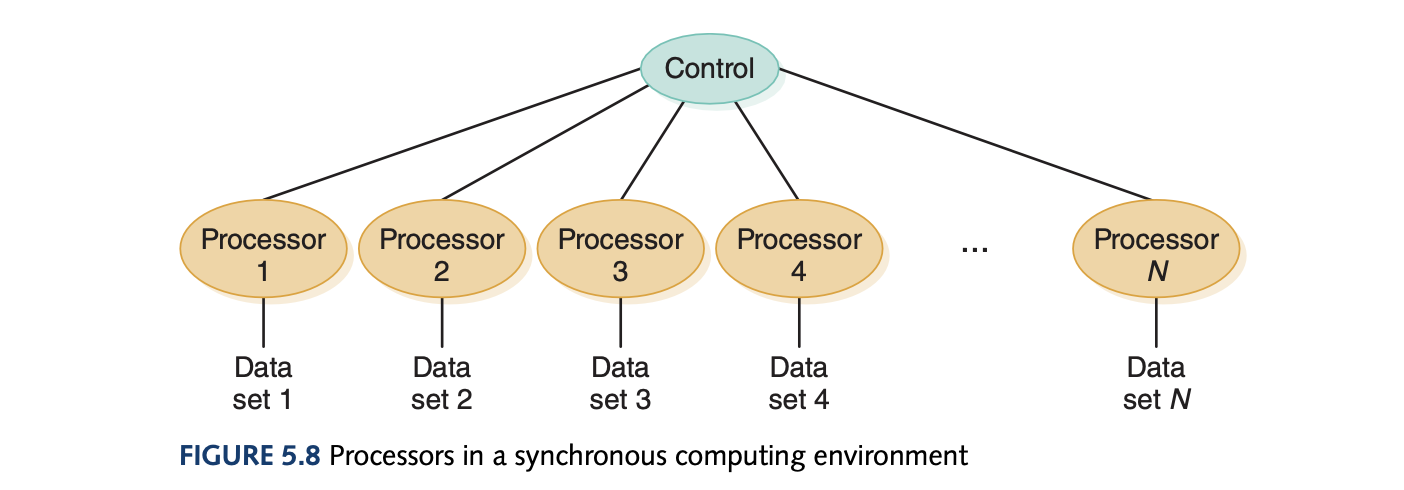 Control
Processor
1
Processor
2
Processor
3
Processor
4
...
Processor
N
Data
set 1
Data
set 2
Data
set 3
Data
set 4
Data
set N
FIGURE 5.8 Processors in a synchronous computing environment